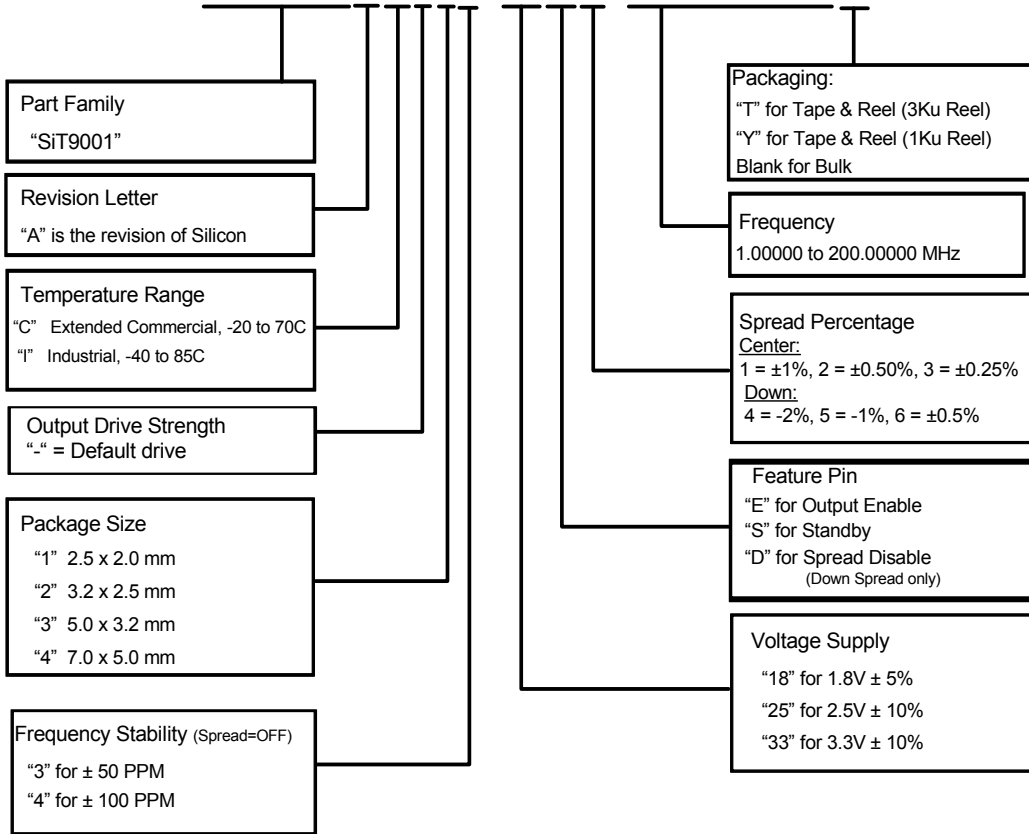 Part Family
“SiT9001”
Revision Letter
“A” is the revision of Silicon
Temperature Range
“C” Extended Commercial, -20 to 70C
“I” Industrial, -40 to 85C
Output Drive Strength
“-“ = Default drive
Package Size
“1” 2.5 x 2.0 mm
“2” 3.2 x 2.5 mm
“3” 5.0 x 3.2 mm
“4” 7.0 x 5.0 mm
Frequency Stability (Spread=OFF)
“3” for ± 50 PPM
“4” for ± 100 PPM
Packaging:
“T” for Tape & Reel (3Ku Reel)
“Y” for Tape & Reel (1Ku Reel)
Blank for Bulk
Frequency
1.00000 to 200.00000 MHz
Spread Percentage
Center:
1 = ±1%, 2 = ±0.50%, 3 = ±0.25%
Down:
4 = -2%, 5 = -1%, 6 = ±0.5%
Feature Pin
“E” for Output Enable
“S” for Standby
“D” for Spread Disable
(Down Spread only)
Voltage Supply
“18” for 1.8V ± 5%
“25” for 2.5V ± 10%
“33” for 3.3V ± 10%